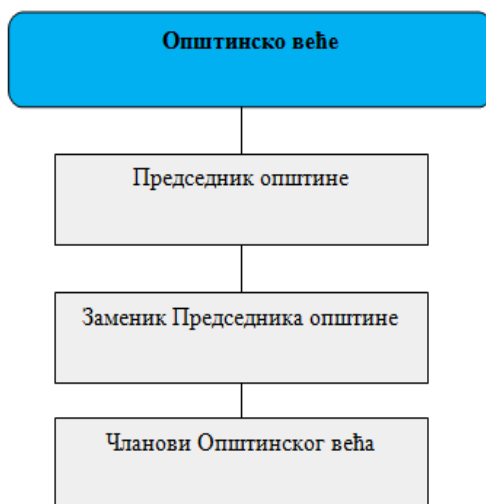 Општинско веће
Председник општине
Заменик Председника општине
Чланови Општинског већа